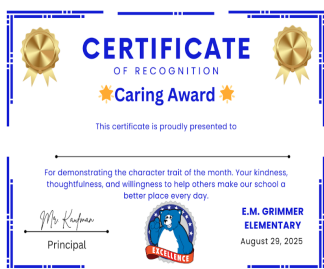 CERTIFICATE
OF RECOGNITION
Caring Award
This certificate is proudly presented to
For demonstrating the character trait of the month. Your kindness,
thoughtfulness, and willingness to help others make our school a
better place every day.
Mr. Kaufman
Principal
EXCELLENCE
E.M. GRIMMER
ELEMENTARY
August 29, 2025